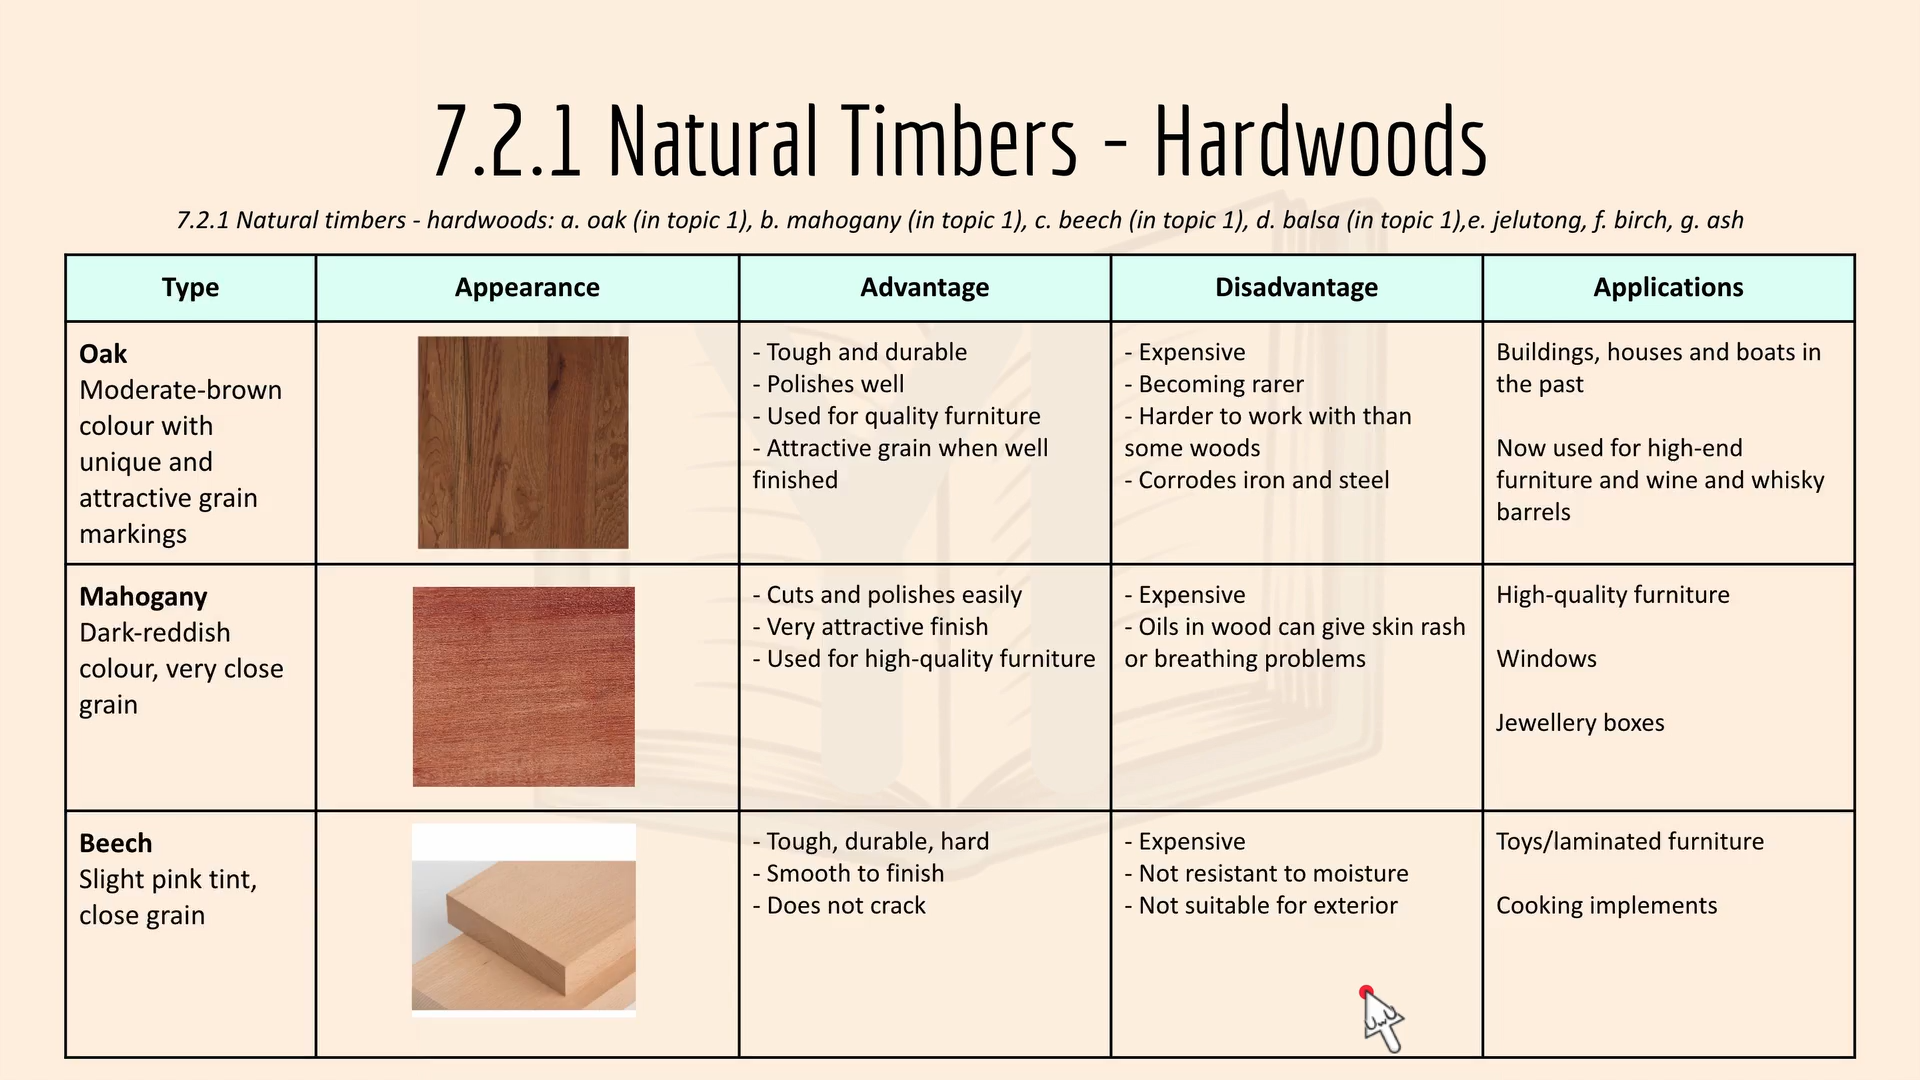 7.2.1 Natural Timbers - Hardwoods
7.2.1 Natural timbers - hardwoods: a. oak (in topic 1), b. mahogany (in topic 1), c. beech (in topic 1), d. balsa (in topic 1),e. jelutong, f. birch, g. ash
Type
Appearance
Advantage
Disadvantage
Applications
Oak
Moderate-brown
colour with
unique and
attractive grain
markings
- Tough and durable
- Polishes well
- Used for quality furniture
- Attractive grain when well
finished
- Expensive
- Becoming rarer
- Harder to work with than
some woods
- Corrodes iron and steel
Buildings, houses and boats in
the past
Now used for high-end
furniture and wine and whisky
barrels
Mahogany
Dark-reddish
colour, very close
grain
- Cuts and polishes easily
- Very attractive finish
- Used for high-quality furniture
- Expensive
- Oils in wood can give skin rash
or breathing problems
High-quality furniture
Windows
Jewellery boxes
Beech
Slight pink tint,
close grain
- Tough, durable, hard
- Smooth to finish
- Does not crack
- Expensive
- Not resistant to moisture
- Not suitable for exterior
Toys/laminated furniture
Cooking implements